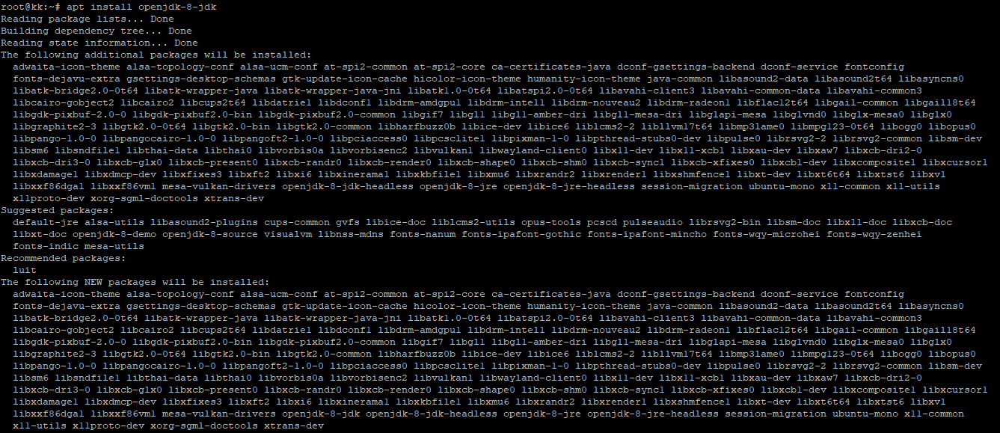 root@kk:~# apt install openjdk-8-jdk
Reading package lists... Done
Building dependency tree... Done
Reading state information... Done
The following additional packages will be installed:
adwaita-icon-theme alsa-topology-conf alsa-ucm-conf at-spi2-common at-spi2-core ca-certificates-java dconf-gsettings-backend dconf-service fontconfig
fonts-dejavu-extra gsettings-desktop-schemas gtk-update-icon-cache hicolor-icon-theme humanity-icon-theme java-common libasound2-data libasound2t64 libasyncns0
libatk-bridge2.0-0t64 libatk-wrapper-java libatk-wrapper-java-jni libatk1.0-0t64 libatspi2.0-0t64 libavahi-client3 libavahi-common-data libavahi-common3
libcairo-gobject2 libcairo2 libcups2t64 libdatrie1 libdconf1 libdrm-amdgpu1 libdrm-intel1 libdrm-nouveau2 libdrm-radeon1 libflac12t64 libgail-common libgail18t64
libgdk-pixbuf-2.0-0 libgdk-pixbuf2.0-bin libgdk-pixbuf2.0-common libgif7 libgl1 libgl1-amber-dri libgl1-mesa-dri libglapi-mesa libglvnd0 libglx-mesa0 libglx0
libgraphite2-3 libgtk2.0-0t64 libgtk2.0-bin libgtk2.0-common libharfbuzz0b libice-dev libice6 liblcms2-2 libllvm17t64 libmp3lame0 libmpg123-0t64 libogg0 libopus0
libpango-1.0-0 libpangocairo-1.0-0 libpangoft2-1.0-0 libpciaccess0 libpcsclite1 libpixman-1-0 libpthread-stubs0-dev libpulse0 librsvg2-2 librsvg2-common libsm-dev
libsm6 libsndfile1 libthai-data libthai0 libvorbis0a libvorbisenc2 libvulkan1 libwayland-client0 libx11-dev libx11-xcb1 libxau-dev libxaw7 libxcb-dri2-0
libxcb-dri3-0 libxcb-glx0 libxcb-present0 libxcb-randr0 libxcb-render0 libxcb-shape0 libxcb-shm0 libxcb-sync1 libxcb-xfixes0 libxcb1-dev libxcomposite1 libxcursor1
libxdamage1 libxdmcp-dev libxfixes3 libxft2 libxi6 libxinerama1 libxkbfile1 libxmu6 libxrandr2 libxrender1 libxshmfence1 libxt-dev libxt6t64 libxtst6 libxv1
libxxf86dga1 libxxf86vm1 mesa-vulkan-drivers openjdk-8-jdk-headless openjdk-8-jre openjdk-8-jre-headless session-migration ubuntu-mono x11-common x11-utils
x11proto-dev xorg-sgml-doctools xtrans-dev
Suggested packages:
default-jre alsa-utils libasound2-plugins cups-common gvfs libice-doc liblcms2-utils opus-tools pcscd pulseaudio librsvg2-bin libsm-doc libx11-doc libxcb-doc
libxt-doc openjdk-8-demo openjdk-8-source visualvm libnss-mdns fonts-nanum fonts-ipafont-gothic fonts-ipafont-mincho fonts-wqy-microhei fonts-wqy-zenhei
fonts-indic mesa-utils
Recommended packages:
luit
The following NEW packages will be installed:
adwaita-icon-theme alsa-topology-conf alsa-ucm-conf at-spi2-common at-spi2-core ca-certificates-java dconf-gsettings-backend dconf-service fontconfig
fonts-dejavu-extra gsettings-desktop-schemas gtk-update-icon-cache hicolor-icon-theme humanity-icon-theme java-common libasound2-data libasound2t64 libasyncns0
libatk-bridge2.0-0t64 libatk-wrapper-java libatk-wrapper-java-jni libatk1.0-0t64 libatspi2.0-0t64 libavahi-client3 libavahi-common-data libavahi-common3
libcairo-gobject2 libcairo2 libcups2t64 libdatrie1 libdconf1 libdrm-amdgpu1 libdrm-intel1 libdrm-nouveau2 libdrm-radeon1 libflac12t64 libgail-common libgail18t64
libgdk-pixbuf-2.0-0 libgdk-pixbuf2.0-bin libgdk-pixbuf2.0-common libgif7 libgl1 libgl1-amber-dri libgl1-mesa-dri libglapi-mesa libglvnd0 libglx-mesa0 libglx0
libgraphite2-3 libgtk2.0-0t64 libgtk2.0-bin libgtk2.0-common libharfbuzz0b libice-dev libice6 liblcms2-2 libllvm17t64 libmp3lame0 libmpg123-0t64 libogg0 libopus0
libpango-1.0-0 libpangocairo-1.0-0 libpangoft2-1.0-0 libpciaccess0 libpcsclite1 libpixman-1-0 libpthread-stubs0-dev libpulse0 librsvg2-2 librsvg2-common libsm-dev
libsm6 libsndfile1 libthai-data libthai0 libvorbis0a libvorbisenc2 libvulkan1 libwayland-client0 libx11-dev libx11-xcb1 libxau-dev libxaw7 libxcb-dri2-0
libxcb-dri3-0 libxcb-glx0 libxcb-present0 libxcb-randr0 libxcb-render0 libxcb-shape0 libxcb-shm0 libxcb-sync1 libxcb-xfixes0 libxcb1-dev libxcomposite1 libxcursor1
libxdamage1 libxdmcp-dev libxfixes3 libxft2 libxi6 libxinerama1 libxkbfile1 libxmu6 libxrandr2 libxrender1 libxshmfence1 libxt-dev libxt6t64 libxtst6 libxv1
libxxf86dga1 libxxf86vm1 mesa-vulkan-drivers openjdk-8-jdk openjdk-8-jdk-headless openjdk-8-jre openjdk-8-jre-headless session-migration ubuntu-mono x11-common
x11-utils x11proto-dev xorg-sgml-doctools xtrans-dev